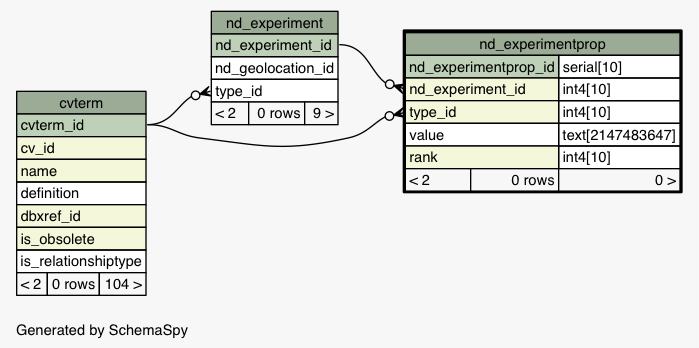 nd_experiment
nd_experiment_id
nd_geolocation_id
type_id
< 2 0 rows 9 >
nd_experimentprop
nd_experimentprop_id serial[10]
nd_experiment_id int4[10]
type_id int4[10]
value text[2147483647]
rank int4[10]
< 2 0 rows 0 >
cvterm
cvterm_id
cv_id
name
definition
dbxref_id
is_obsolete
is_relationshiptype
< 2 0 rows 104 >
Generated by SchemaSpy